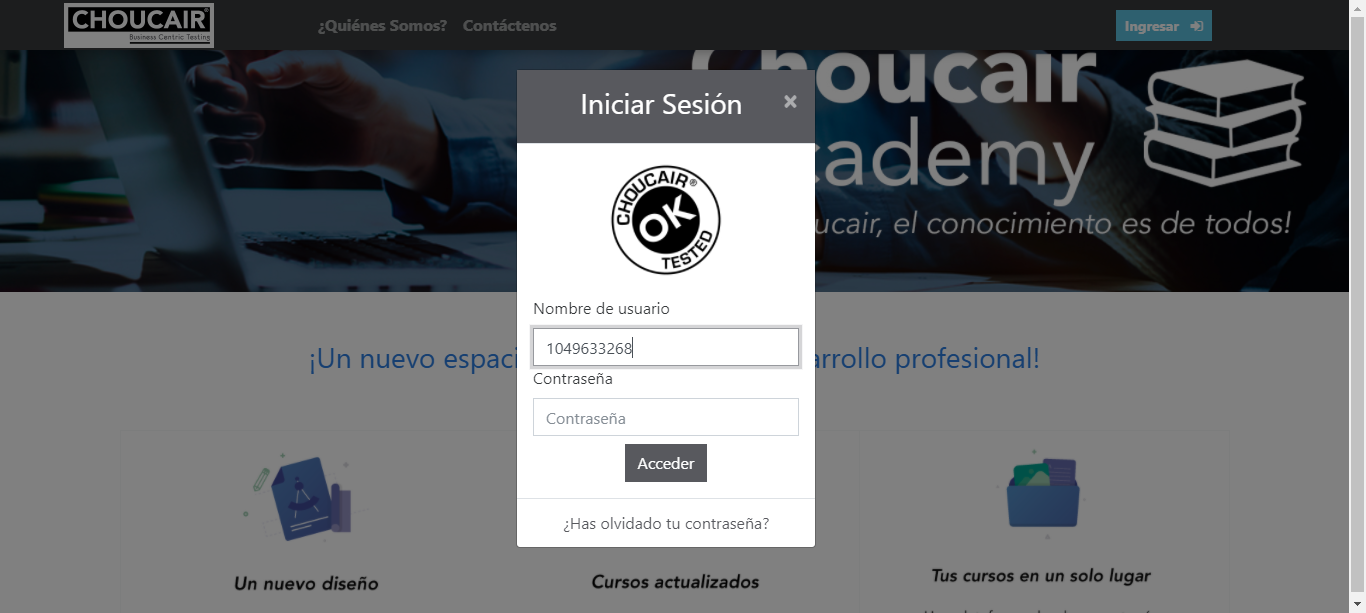 CHOUCAIR®
Business Centric Testing
¿Quiénes Somos? Contáctenos
Ingresar
Choucair
cademy
ucair, el conocimiento es de todos!
Iniciar Sesión ×
CHOUCAIR®
OK
TESTED
Nombre de usuario
1049633268
Contraseña
Contraseña
Acceder
¿Has olvidado tu contraseña?
¡Un nuevo espaci rrollo profesional!
Un nuevo diseño
Cursos actualizados
Tus cursos en un solo lugar